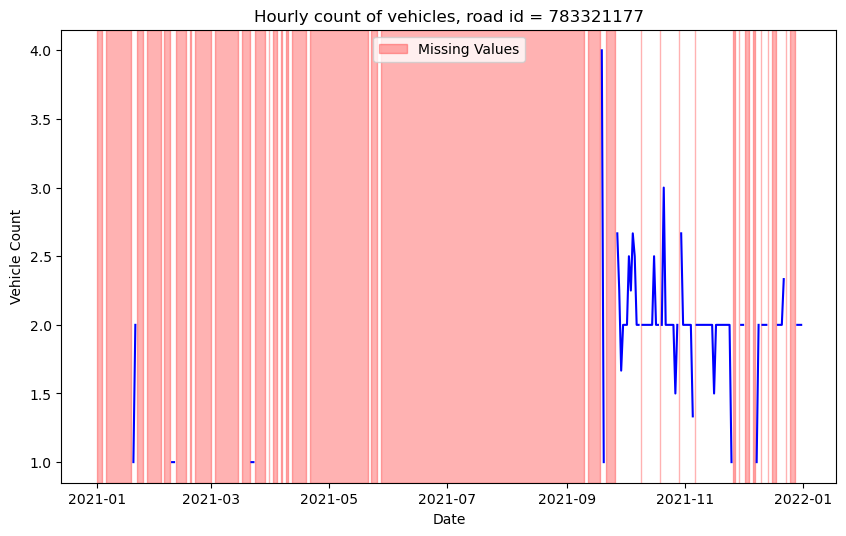 Hourly count of vehicles, road id = 783321177
Missing Values
Vehicle Count
4.0
3.5
3.0
2.5
2.0
1.5
1.0
2021-01 2021-03 2021-05 2021-07 2021-09 2021-11 2022-01
Date